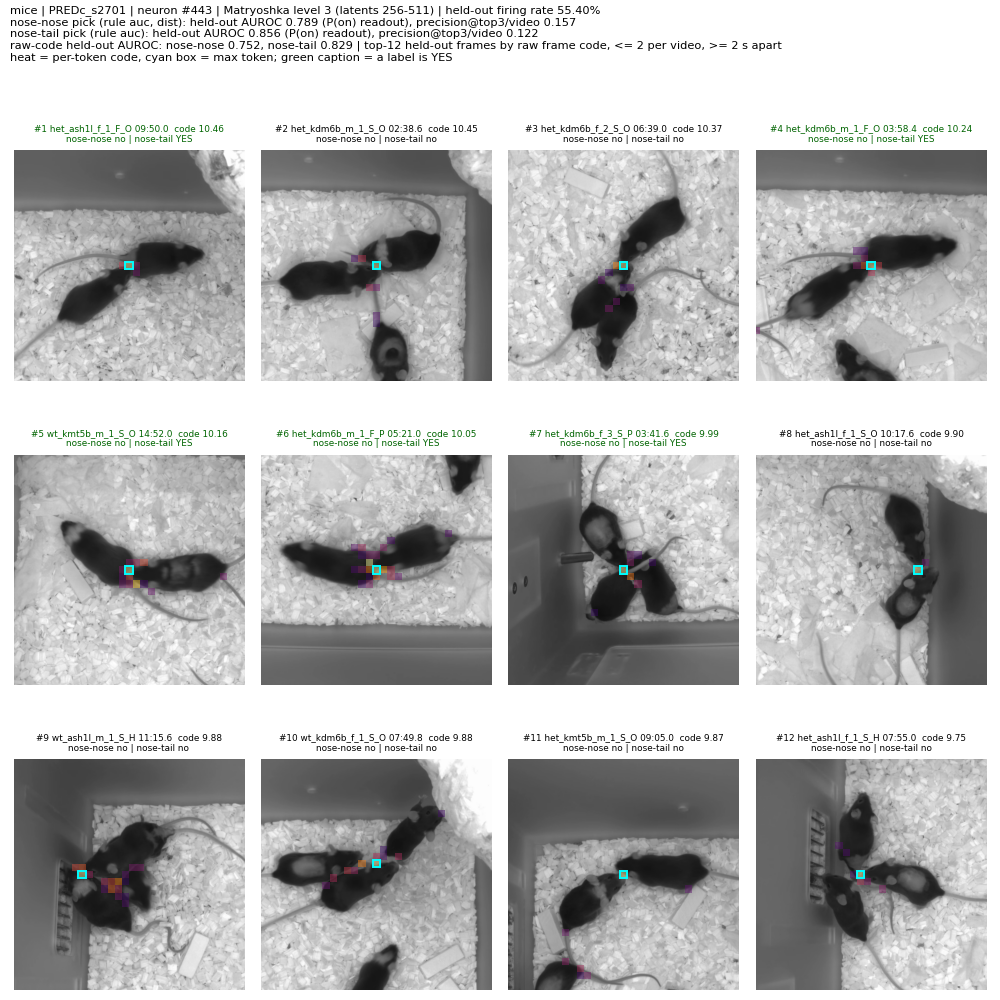 mice | PREDc_s2701 | neuron #443 | Matryoshka level 3 (latents 256-511) | held-out firing rate 55.40%
nose-nose pick (rule auc, dist): held-out AUROC 0.789 (P(on) readout), precision@top3/video 0.157
nose-tail pick (rule auc): held-out AUROC 0.856 (P(on) readout), precision@top3/video 0.122
raw-code held-out AUROC: nose-nose 0.752, nose-tail 0.829 | top-12 held-out frames by raw frame code, <= 2 per video, >= 2 s apart
heat = per-token code, cyan box = max token; green caption = a label is YES
#1 het_ash1l_f_1_F_O 09:50.0 code 10.46
nose-nose no | nose-tail YES
#2 het_kdm6b_m_1_S_O 02:38.6 code 10.45
nose-nose no | nose-tail no
#3 het_kdm6b_f_2_S_O 06:39.0 code 10.37
nose-nose no | nose-tail no
#4 het_kdm6b_m_1_F_O 03:58.4 code 10.24
nose-nose no | nose-tail YES
#5 wt_kmt5b_m_1_S_O 14:52.0 code 10.16
nose-nose no | nose-tail YES
#6 het_kdm6b_m_1_F_P 05:21.0 code 10.05
nose-nose no | nose-tail YES
#7 het_kdm6b_f_3_S_P 03:41.6 code 9.99
nose-nose no | nose-tail YES
#8 het_ash1l_f_1_S_O 10:17.6 code 9.90
nose-nose no | nose-tail no
#9 wt_ash1l_m_1_S_H 11:15.6 code 9.88
nose-nose no | nose-tail no
#10 wt_kdm6b_f_1_S_O 07:49.8 code 9.88
nose-nose no | nose-tail no
#11 het_kmt5b_m_1_S_O 09:05.0 code 9.87
nose-nose no | nose-tail no
#12 het_ash1l_f_1_S_H 07:55.0 code 9.75
nose-nose no | nose-tail no